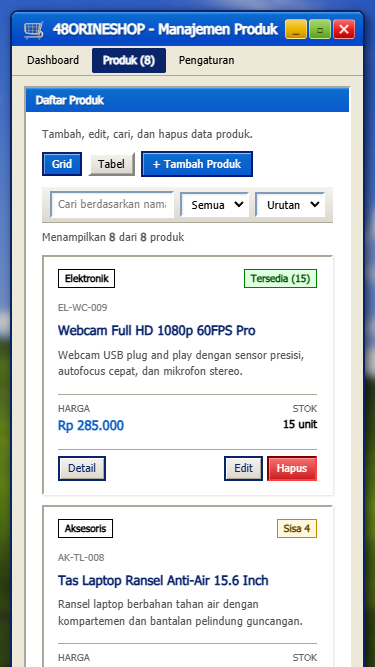 48ORINESHOP - Manajemen Produk
Dashboard Produk (8) Pengaturan
Daftar Produk
Tambah, edit, cari, dan hapus data produk.
Grid Tabel + Tambah Produk
Cari berdasarkan nama Semua Urutan
Menampilkan 8 dari 8 produk
Elektronik Tersedia (15)
EL-WC-009
Webcam Full HD 1080p 60FPS Pro
Webcam USB plug and play dengan sensor presisi,
autofocus cepat, dan mikrofon stereo.
HARGA STOK
Rp 285.000 15 unit
Detail Edit Hapus
Aksesoris Sisa 4
AK-TL-008
Tas Laptop Ransel Anti-Air 15.6 Inch
Ransel laptop berbahan tahan air dengan
kompartemen dan bantalan pelindung guncangan.
HARGA STOK